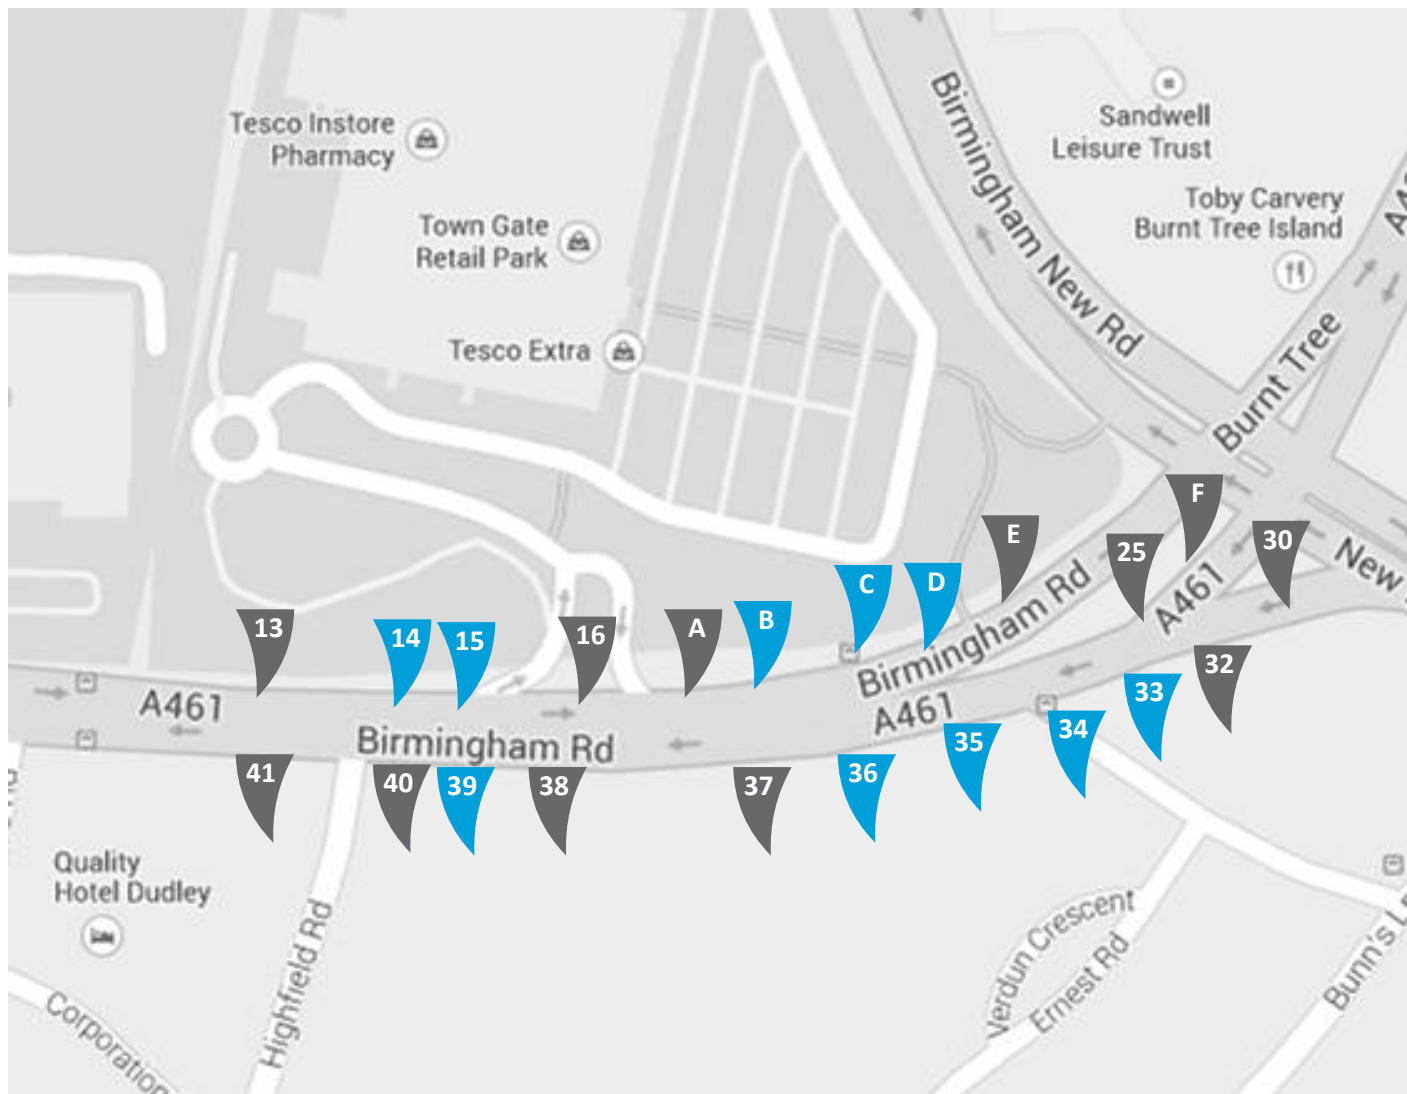 Birmingham New Rd
Sandwell
Leisure Trust
Tesco Instore
Pharmacy
Toby Carvery
Burnt Tree Island
Town Gate
Retail Park
Tesco Extra
Burnt Tree
F
E
25
30
New
C
D
A461
Birmingham Rd
13
14
15
16
A
B
32
33
A461
A461
34
35
Birmingham Rd
41
40
39
38
37
36
Quality
Hotel Dudley
Highfield Rd
Verdun Crescent
Ernest Rd
Bunn's
Corporation